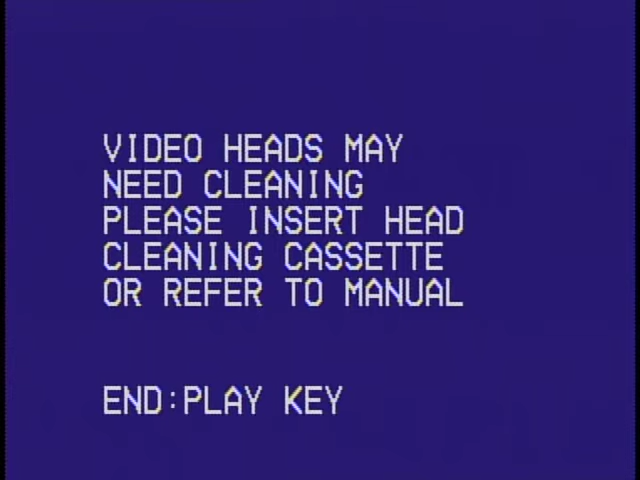 VIDEO HEADS MAY
NEED CLEANING
PLEASE INSERT HEAD
CLEANING CASSETTE
OR REFER TO MANUAL
END:PLAY KEY